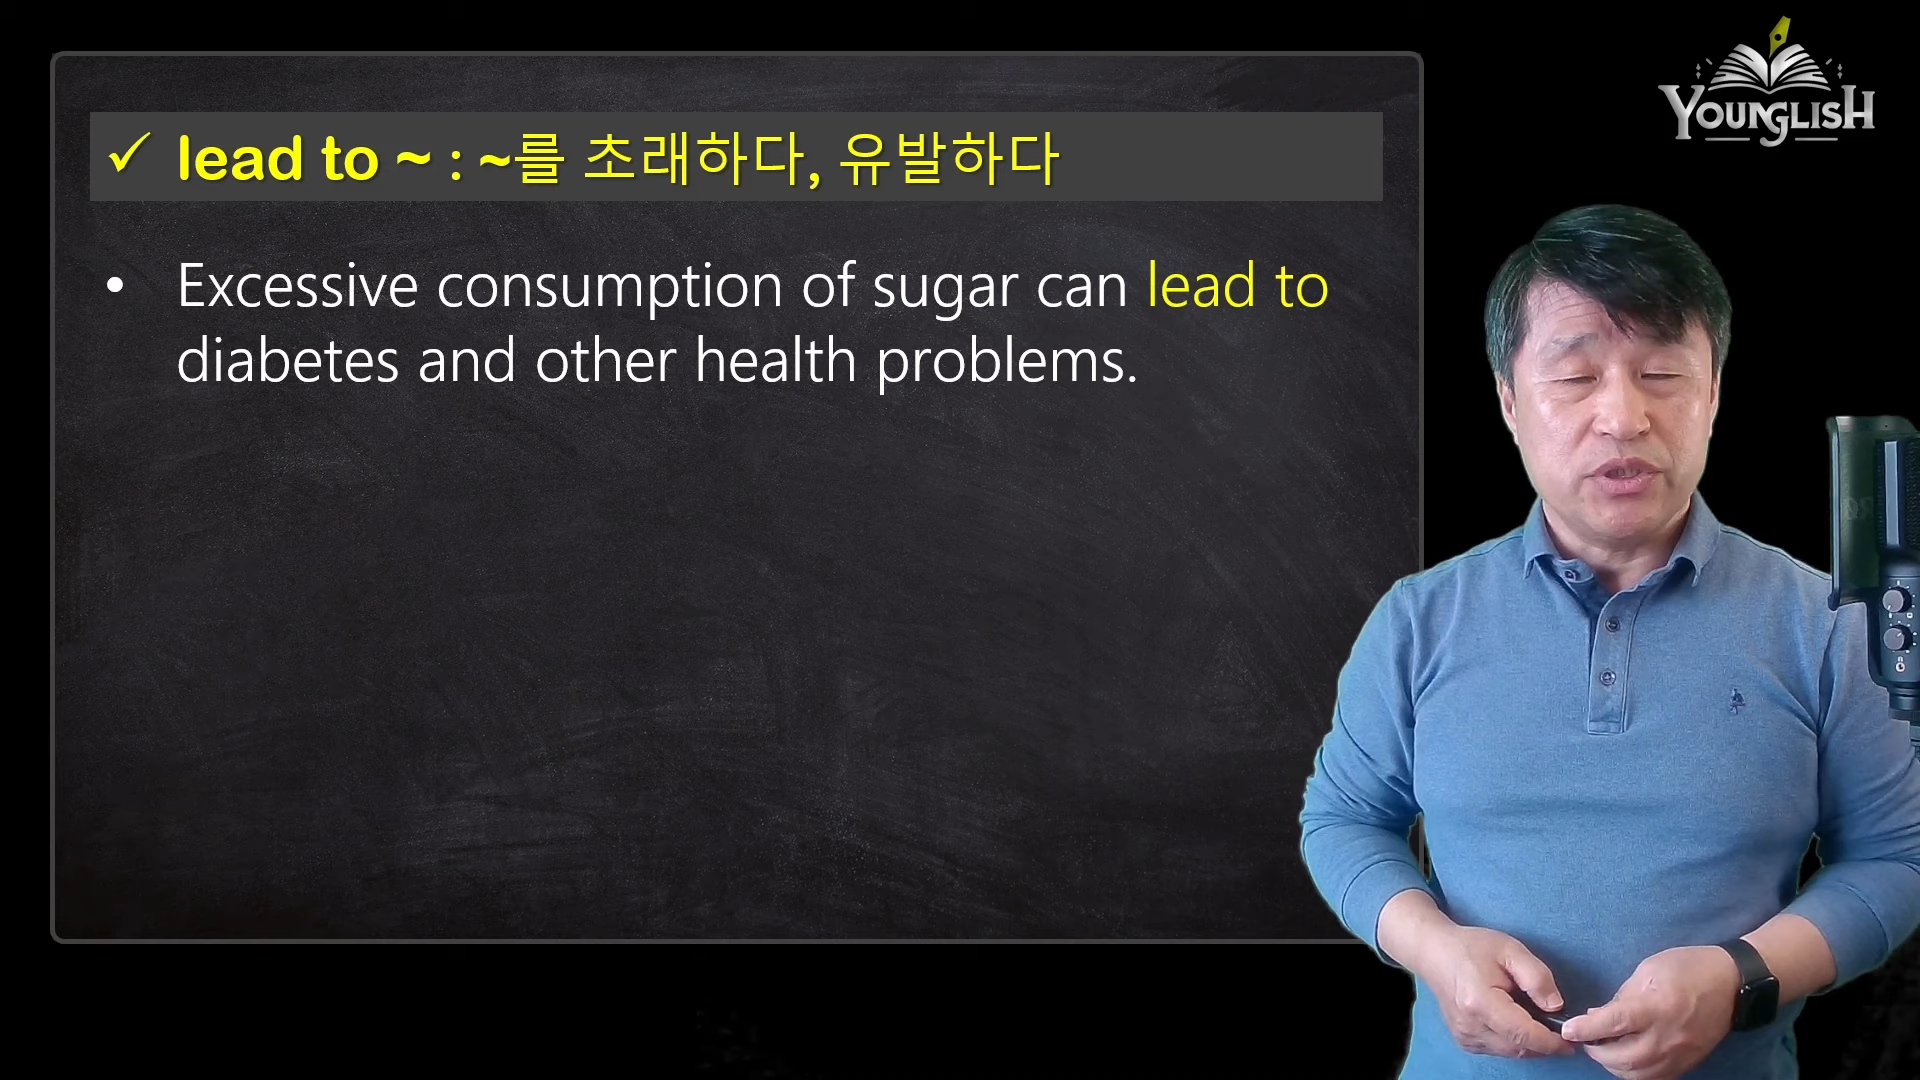 YOUNGLISH
✓ lead to ~ : ~를 초래하다, 유발하다
• Excessive consumption of sugar can lead to
diabetes and other health problems.